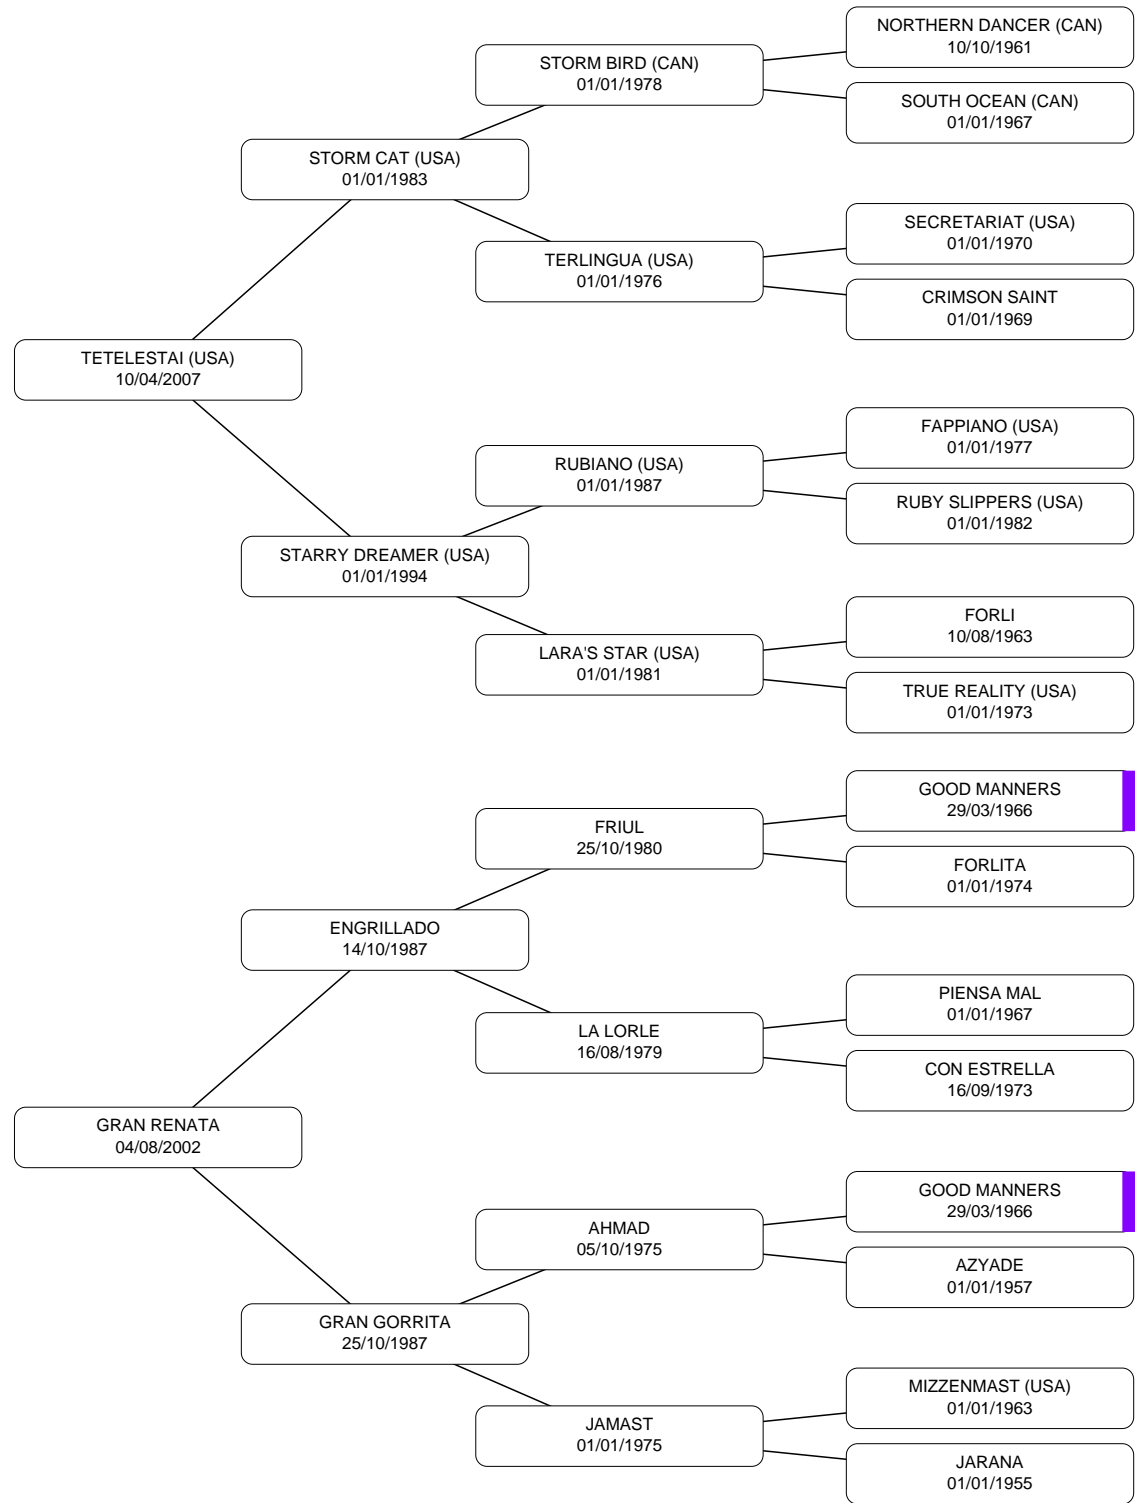 NORTHERN DANCER (CAN)
10/10/1961
STORM BIRD (CAN)
01/01/1978
SOUTH OCEAN (CAN)
01/01/1967
STORM CAT (USA)
01/01/1983
SECRETARIAT (USA)
01/01/1970
TERLINGUA (USA)
01/01/1976
CRIMSON SAINT
01/01/1969
TETELESTAI (USA)
10/04/2007
FAPPIANO (USA)
01/01/1977
RUBIANO (USA)
01/01/1987
RUBY SLIPPERS (USA)
01/01/1982
STARRY DREAMER (USA)
01/01/1994
FORLI
10/08/1963
LARA'S STAR (USA)
01/01/1981
TRUE REALITY (USA)
01/01/1973
GOOD MANNERS
29/03/1966
FRIUL
25/10/1980
FORLITA
01/01/1974
ENGRILLADO
14/10/1987
PIENSA MAL
01/01/1967
LA LORLE
16/08/1979
CON ESTRELLA
16/09/1973
GRAN RENATA
04/08/2002
GOOD MANNERS
29/03/1966
AHMAD
05/10/1975
AZYADE
01/01/1957
GRAN GORRITA
25/10/1987
MIZZENMAST (USA)
01/01/1963
JAMAST
01/01/1975
JARANA
01/01/1955